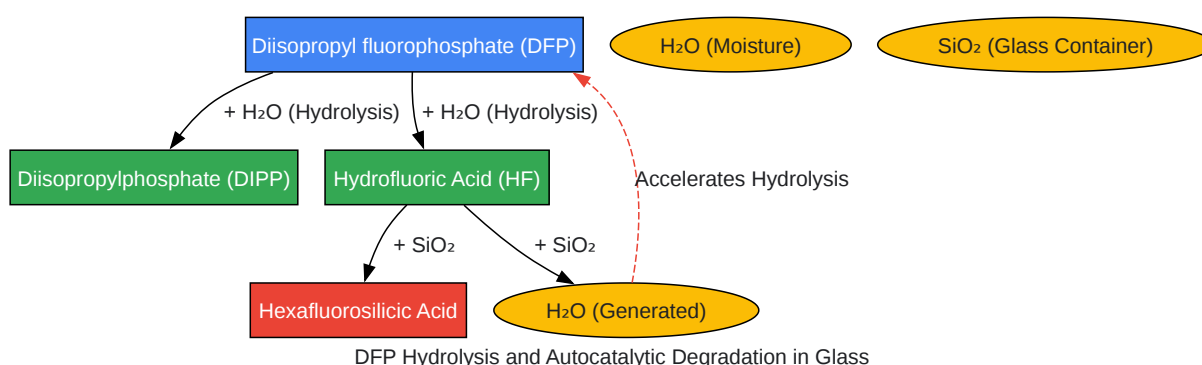 Diisopropyl fluorophosphate (DFP)
H₂O (Moisture)
SiO₂ (Glass Container)
+ H₂O (Hydrolysis)
+ H₂O (Hydrolysis)
Diisopropylphosphate (DIPP)
Hydrofluoric Acid (HF)
Accelerates Hydrolysis
+ SiO₂
+ SiO₂
Hexafluorosilicic Acid
H₂O (Generated)
DFP Hydrolysis and Autocatalytic Degradation in Glass